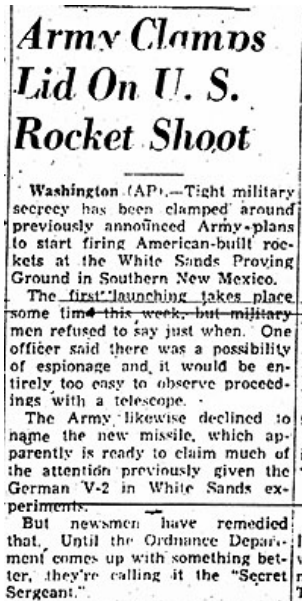 Army Clamps
Lid On U. S.
Rocket Shoot
Washington (AP).—Tight military
secrecy has been clamped around
previously announced Army plans
to start firing American-built roc-
kets at the White Sands Proving
Ground in Southern New Mexico.
The first launching takes place
some time this week, but military
men refused to say just when. One
officer said there was a possibility
of espionage and it would be en-
tirely too easy to observe proceed-
ings with a telescope.
The Army likewise declined to
name the new missile, which ap-
parently is ready to claim much of
the attention previously given the
German V-2 in White Sands ex-
periments.
But newsmen have remedied
that. Until the Ordnance Depart-
ment comes up with something bet-
ter, they're calling it the "Secret
Sergeant."